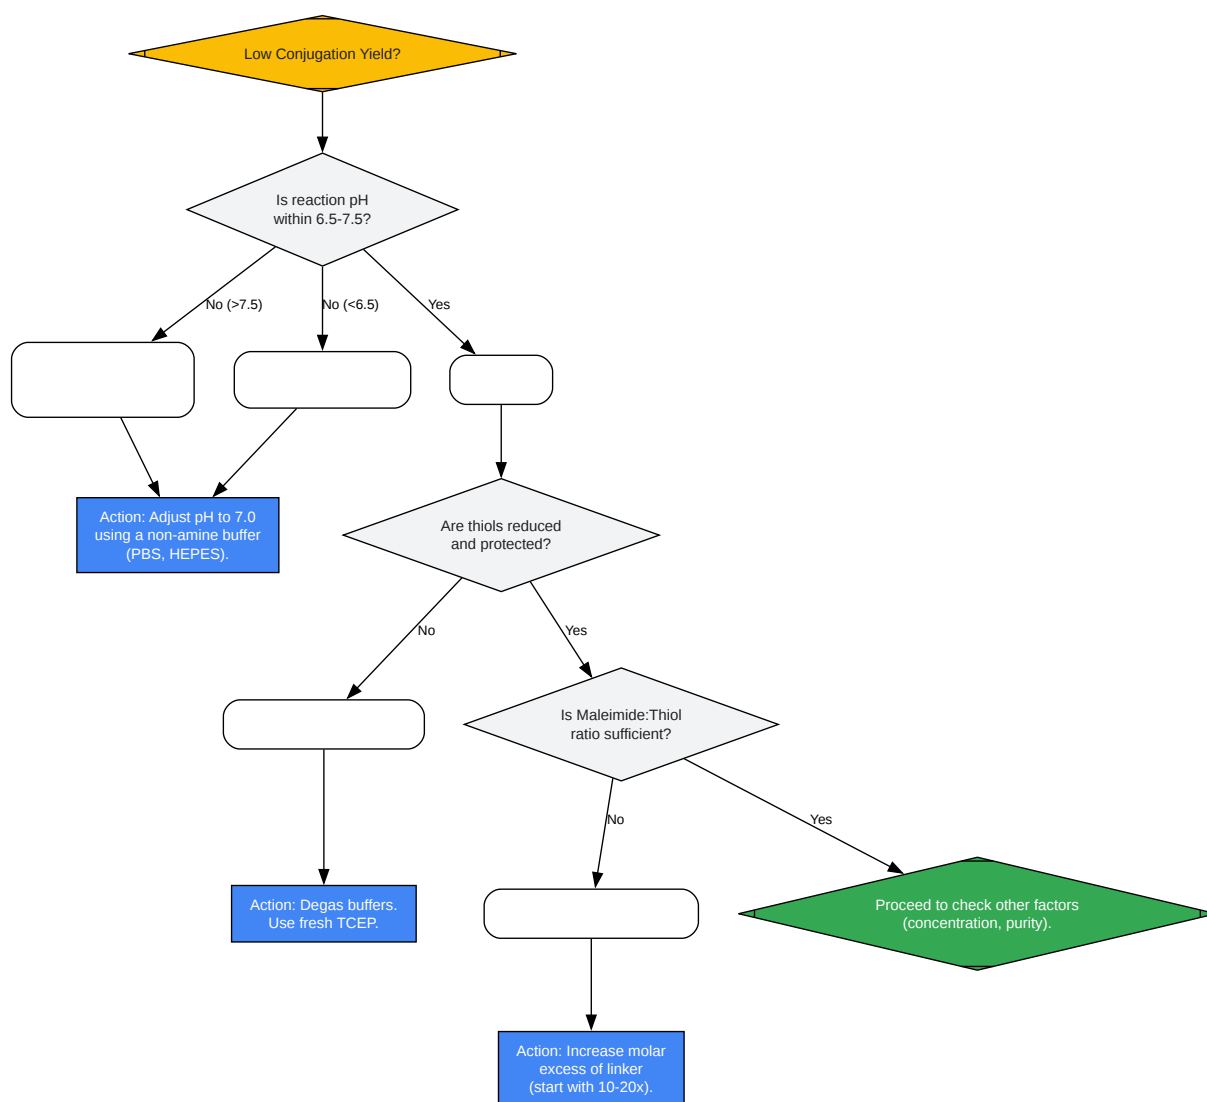 Low Conjugation Yield?
Is reaction pH
within 6.5-7.5?
No (>7.5)
No (<6.5)
Yes
Action: Adjust pH to 7.0
using a non-amine buffer
(PBS, HEPES).
Are thiols reduced
and protected?
No
Yes
Is Maleimide:Thiol
ratio sufficient?
No
Yes
Action: Degas buffers.
Use fresh TCEP.
Proceed to check other factors
(concentration, purity).
Action: Increase molar
excess of linker
(start with 10-20x).